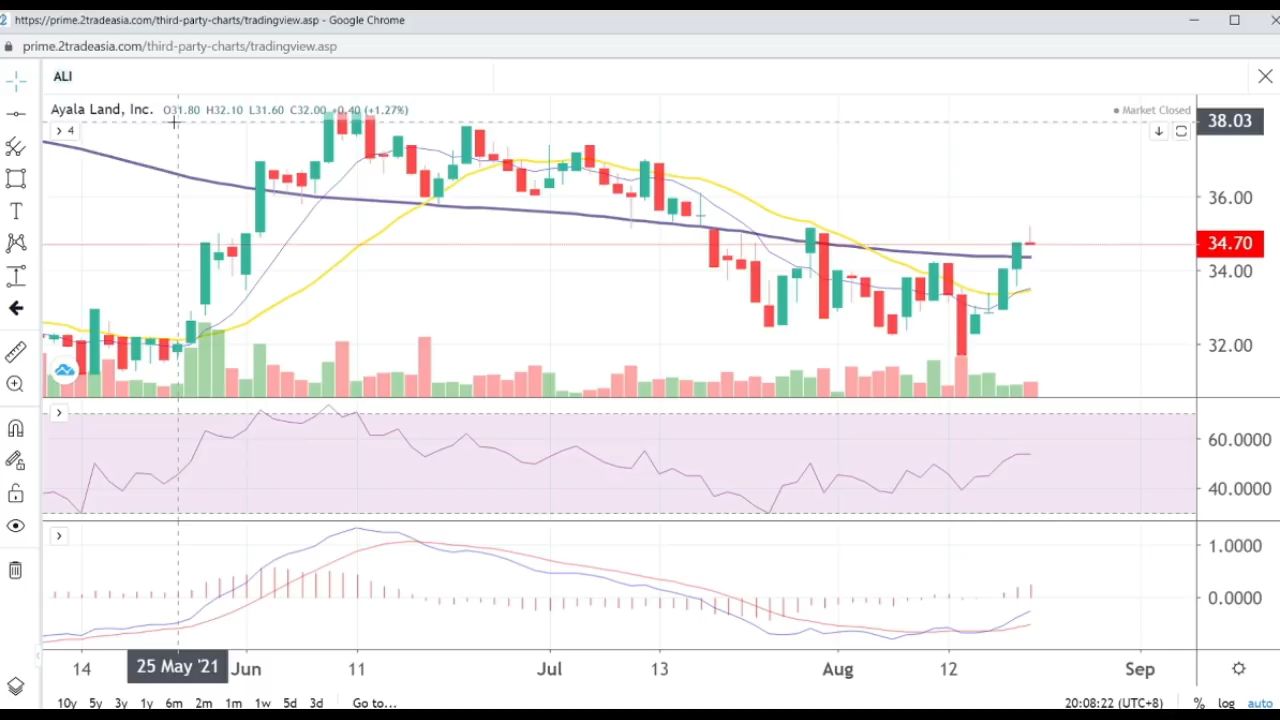 https://prime.2tradeasia.com/third-party-charts/tradingview.asp - Google Chrome
prime.2tradeasia.com/third-party-charts/tradingview.asp
ALI
Ayala Land, Inc. O31.80 H32.10 L31.60 C32.00 +0.40 (+1.27%)
Market Closed
4
38.03
36.00
34.70
34.00
32.00
60.0000
40.0000
1.0000
0.0000
14 25 May '21 Jun 11 Jul 13 Aug 12 Sep
10y 5y 3y 1y 6m 2m 1m 1w 5d 3d Go to... 20:08:22 (UTC+8) % log auto